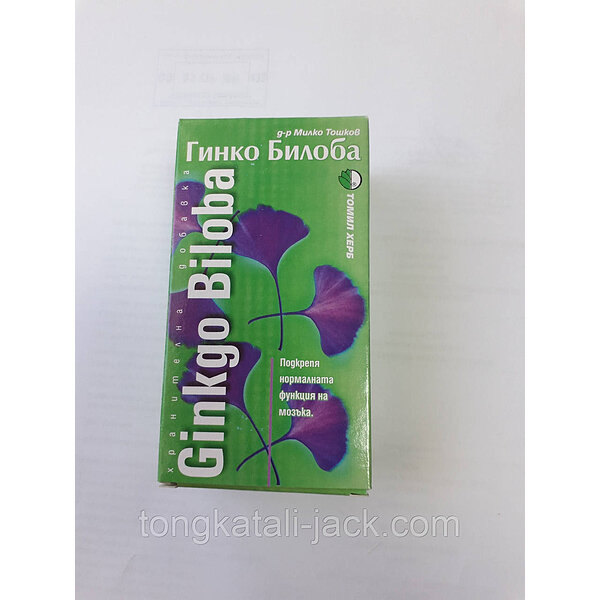 д-р Милко Тошков
Гинко Билоба
ТОМИЛ ХЕРБ
хранителна добавка
Ginkgo Biloba
Подкрепя
нормалната
функция на
мозъка.
tongkatali-jack.com